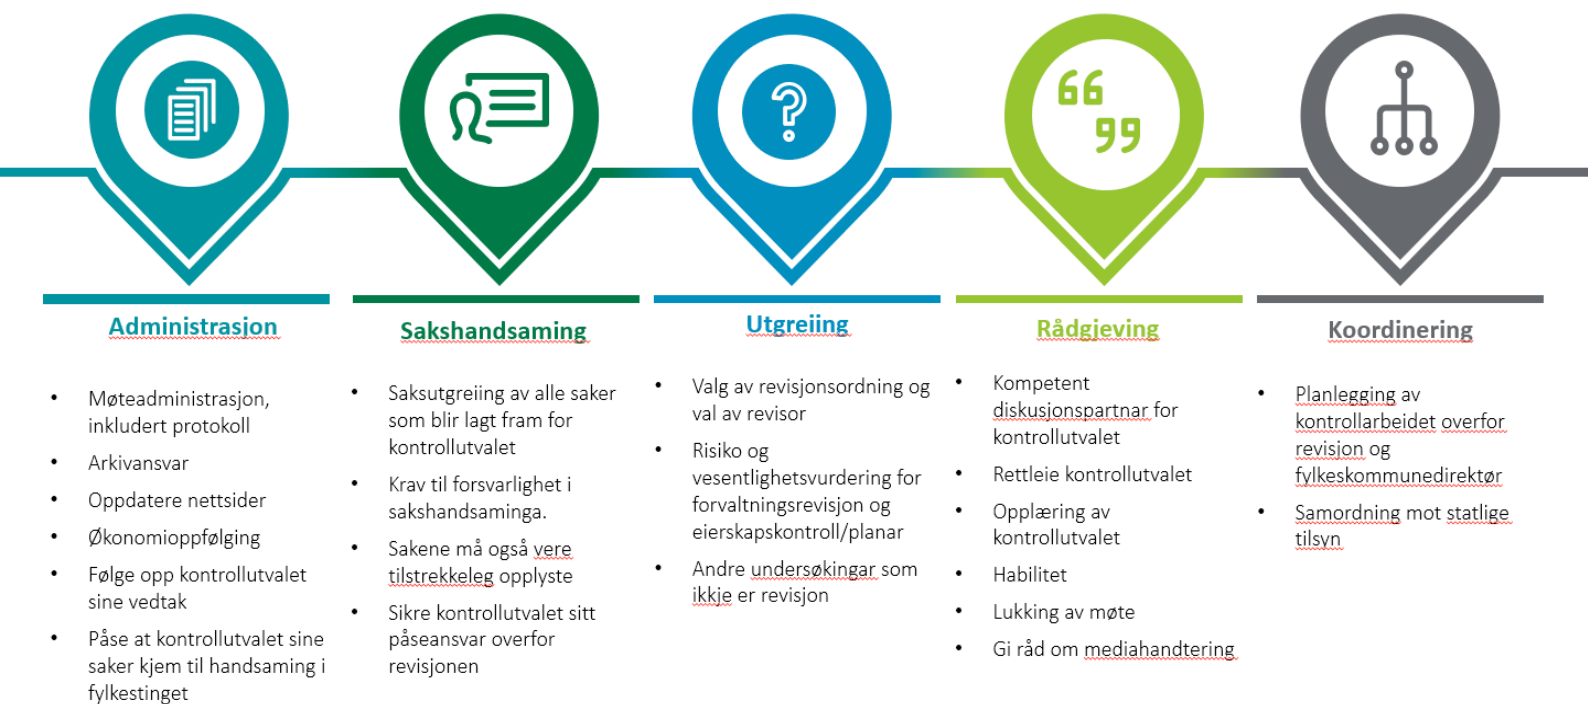 Administrasjon
Møteadministrasjon,
inkludert protokoll
Arkivansvar
Oppdatere nettsider
Økonomioppfølging
Følge opp kontrollutvalet
sine vedtak
Påse at kontrollutvalet sine
saker kjem til handsaming i
fylkestinget
Sakshandsaming
Saksutgreiing av alle saker
som blir lagt fram for
kontrollutvalet
Krav til forsvarlighet i
sakshandsaminga.
Sakene må også vere
tilstrekkeleg opplyste
Sikre kontrollutvalet sitt
påseansvar overfor
revisjonen
Utgreiing
Valg av revisjonsordning og
val av revisor
Risiko og
vesentlighetsvurdering for
forvaltningsrevisjon og
eierskapskontroll/planar
Andre undersøkingar som
ikkje er revisjon
Rådgjeving
Kompetent
diskusjonspartnar for
kontrollutvalet
Rettleie kontrollutvalet
Opplæring av
kontrollutvalet
Habilitet
Lukking av møte
Gi råd om mediahandtering
Koordinering
Planlegging av
kontrollarbeidet overfor
revisjon og
fylkeskommunedirektør
Samordning mot statlige
tilsyn